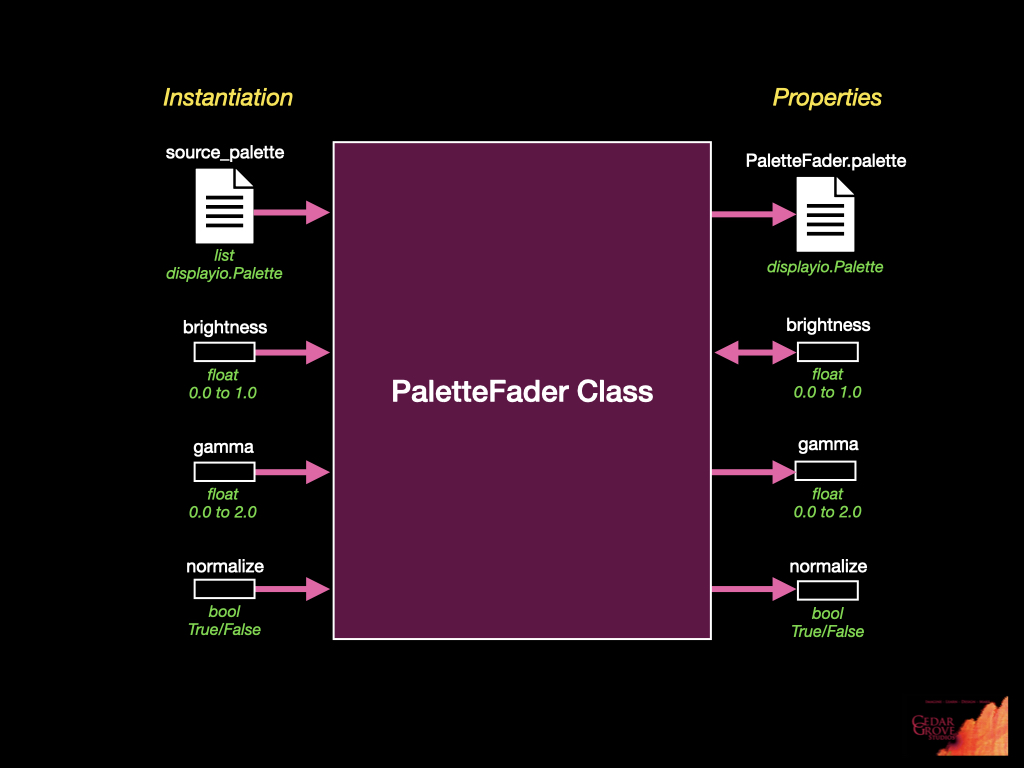 Instantiation
Properties
source_palette
PaletteFader.palette
list
displayio.Palette
displayio.Palette
brightness
brightness
float
0.0 to 1.0
float
0.0 to 1.0
PaletteFader Class
gamma
gamma
float
0.0 to 2.0
float
0.0 to 2.0
normalize
normalize
bool
True/False
bool
True/False
CEDAR
GROVE
STUDIOS